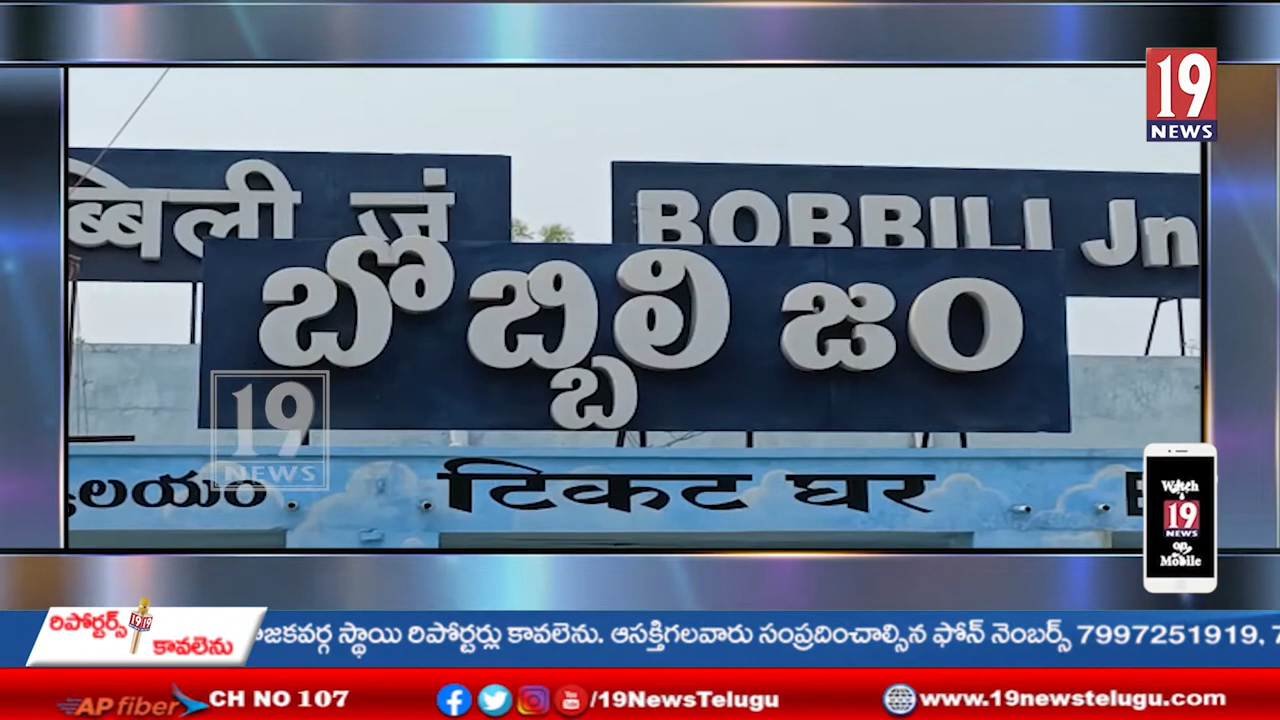 19
NEWS
ब्बिली जं
BOBBILI Jn
బొబ్బిలి జం
19
NEWS
లయం
टिकट घर
Watch
19
NEWS
on
Mobile
రిపోర్టర్స్
కావలెను
స్థాయి రిపోర్టర్లు కావలెను. ఆసక్తిగలవారు సంప్రదించాల్సిన ఫోన్ నెంబర్స్ 7997251919, 7
AP fiber CH NO 107 /19NewsTelugu www.19newstelugu.com